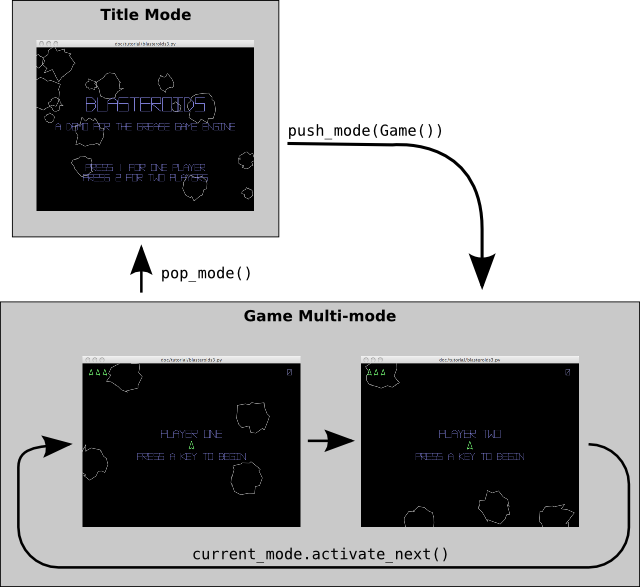 Title Mode
doc/tutorial/blasteroids3.py
BLASTEROIDS
A DEMO FOR THE GREASE GAME ENGINE
PRESS 1 FOR ONE PLAYER
PRESS 2 FOR TWO PLAYERS
push_mode(Game())
pop_mode()
Game Multi-mode
doc/tutorial/blasteroids3.py
0
PLAYER ONE
PRESS A KEY TO BEGIN
doc/tutorial/blasteroids3.py
0
PLAYER TWO
PRESS A KEY TO BEGIN
current_mode.activate_next()